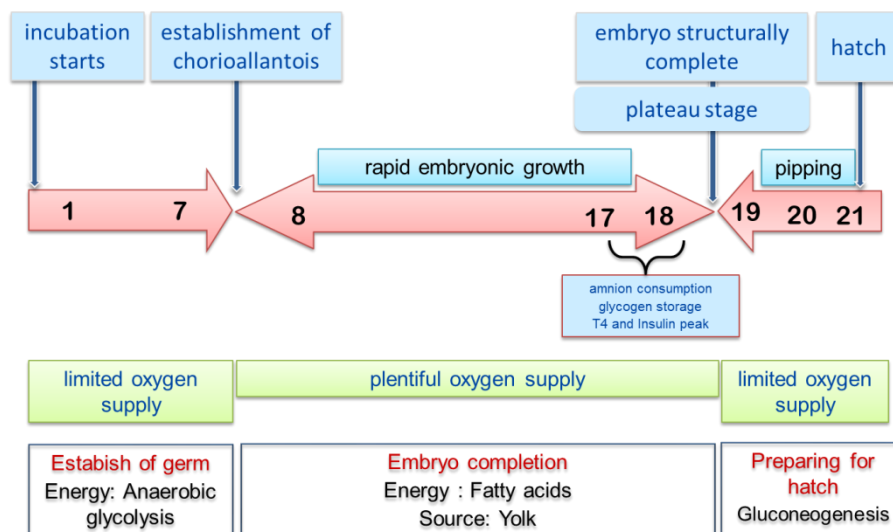 incubation
starts
establishment of
chorioallantois
embryo structurally
complete
hatch
plateau stage
rapid embryonic growth
pipping
1 7 8 17 18 19 20 21
amnion consumption
glycogen storage
T4 and Insulin peak
limited oxygen
supply
plentiful oxygen supply
limited oxygen
supply
Estabish of germ
Energy: Anaerobic
glycolysis
Embryo completion
Energy : Fatty acids
Source: Yolk
Preparing for
hatch
Gluconeogenesis